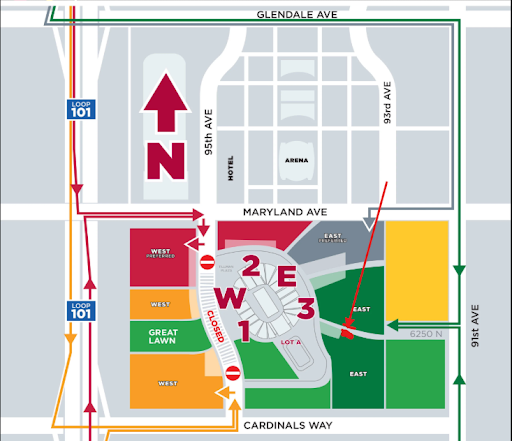 GLENDALE AVE
LOOP
101
95th AVE
93rd AVE
N
HOTEL
ARENA
MARYLAND AVE
WEST
PREFERRED
EAST
PREFERRED
2
E
W
3
1
WEST
EAST
CLOSED
LOOP
101
GREAT
LAWN
LOT A
6250 N
91st AVE
WEST
EAST
CARDINALS WAY